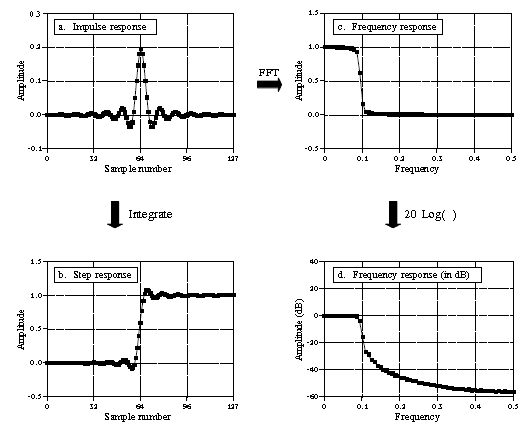 a. Impulse response
0.3
0.2
0.1
0.0
-0.1
Amplitude
0 32 64 96 127
Sample number
FFT
c. Frequency response
1.5
1.0
0.5
0.0
-0.5
Amplitude
0 0.1 0.2 0.3 0.4 0.5
Frequency
Integrate
20 Log( )
b. Step response
1.5
1.0
0.5
0.0
-0.5
Amplitude
0 32 64 96 127
Sample number
d. Frequency response (in dB)
40
20
0
-20
-40
-60
Amplitude (dB)
0 0.1 0.2 0.3 0.4 0.5
Frequency